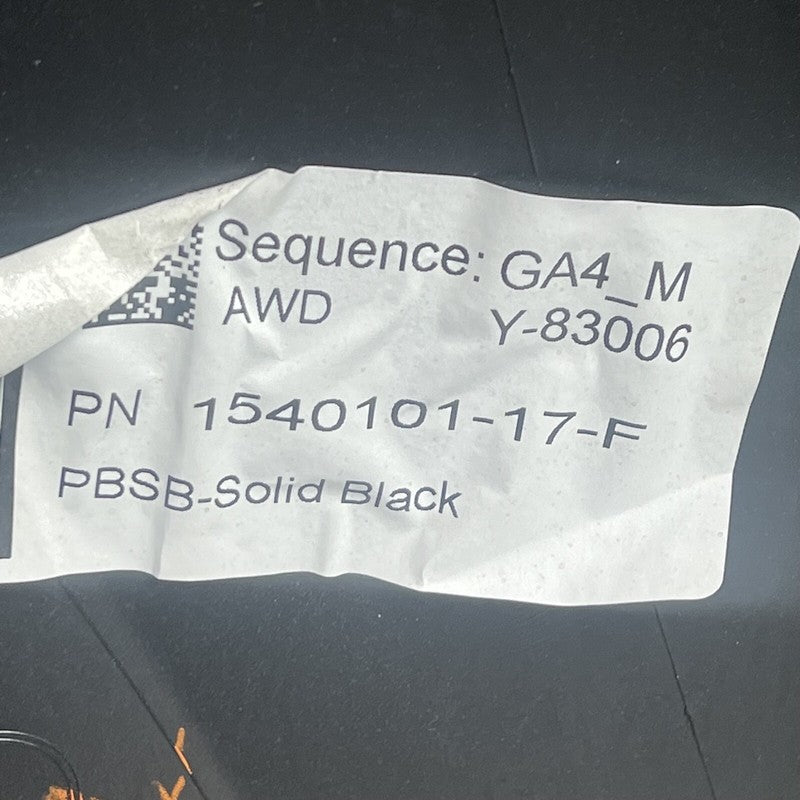 Sequence: GA4_M
AWD Y-83006
PN 1540101-17-F
PBSB-Solid Black